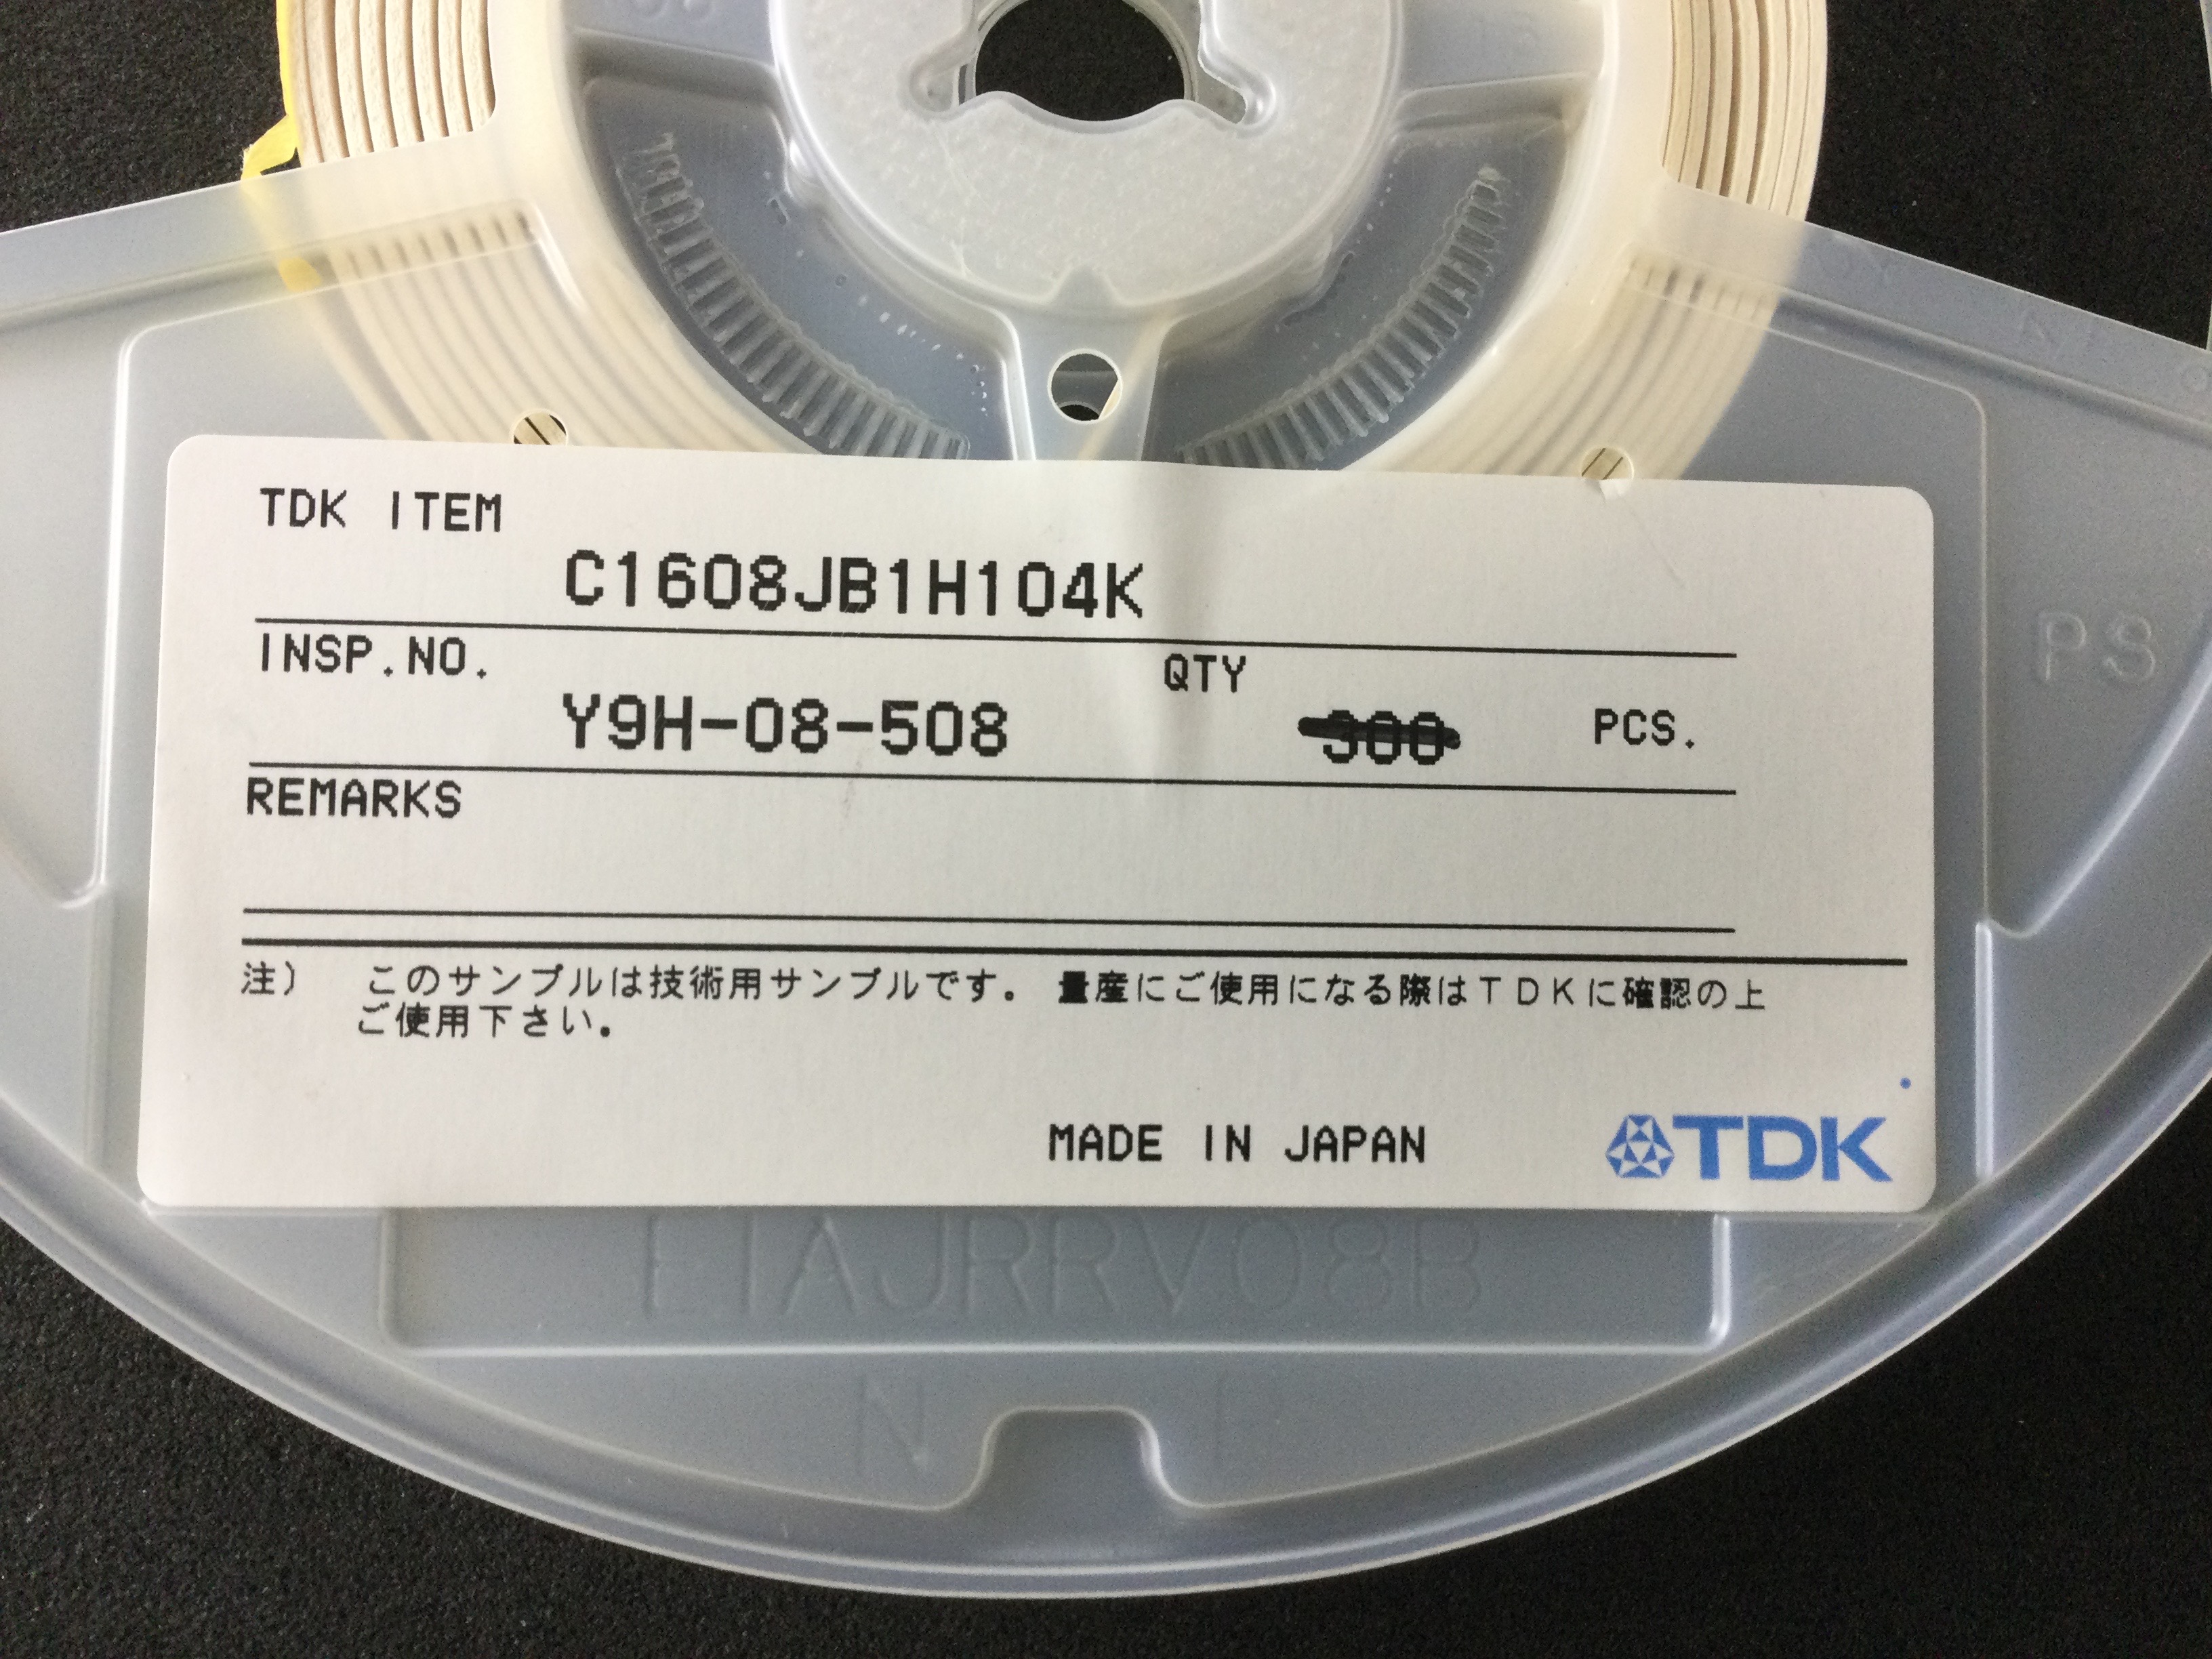 TDK ITEM
C1608JB1H104K
INSP.NO.
QTY
Y9H-08-508
300
PCS.
REMARKS
注) このサンプルは技術用サンプルです。 量産にご使用になる際はTDKに確認の上
ご使用下さい。
MADE IN JAPAN
TDK
PS
EIAJRRV08B